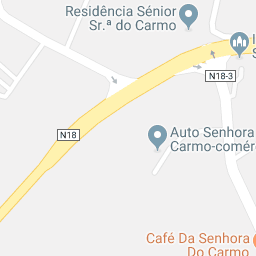 Residência Sénior
Sr.ª do Carmo
N18-3
N18
Auto Senhora
Carmo-comér
Café Da Senhora
Do Carmo